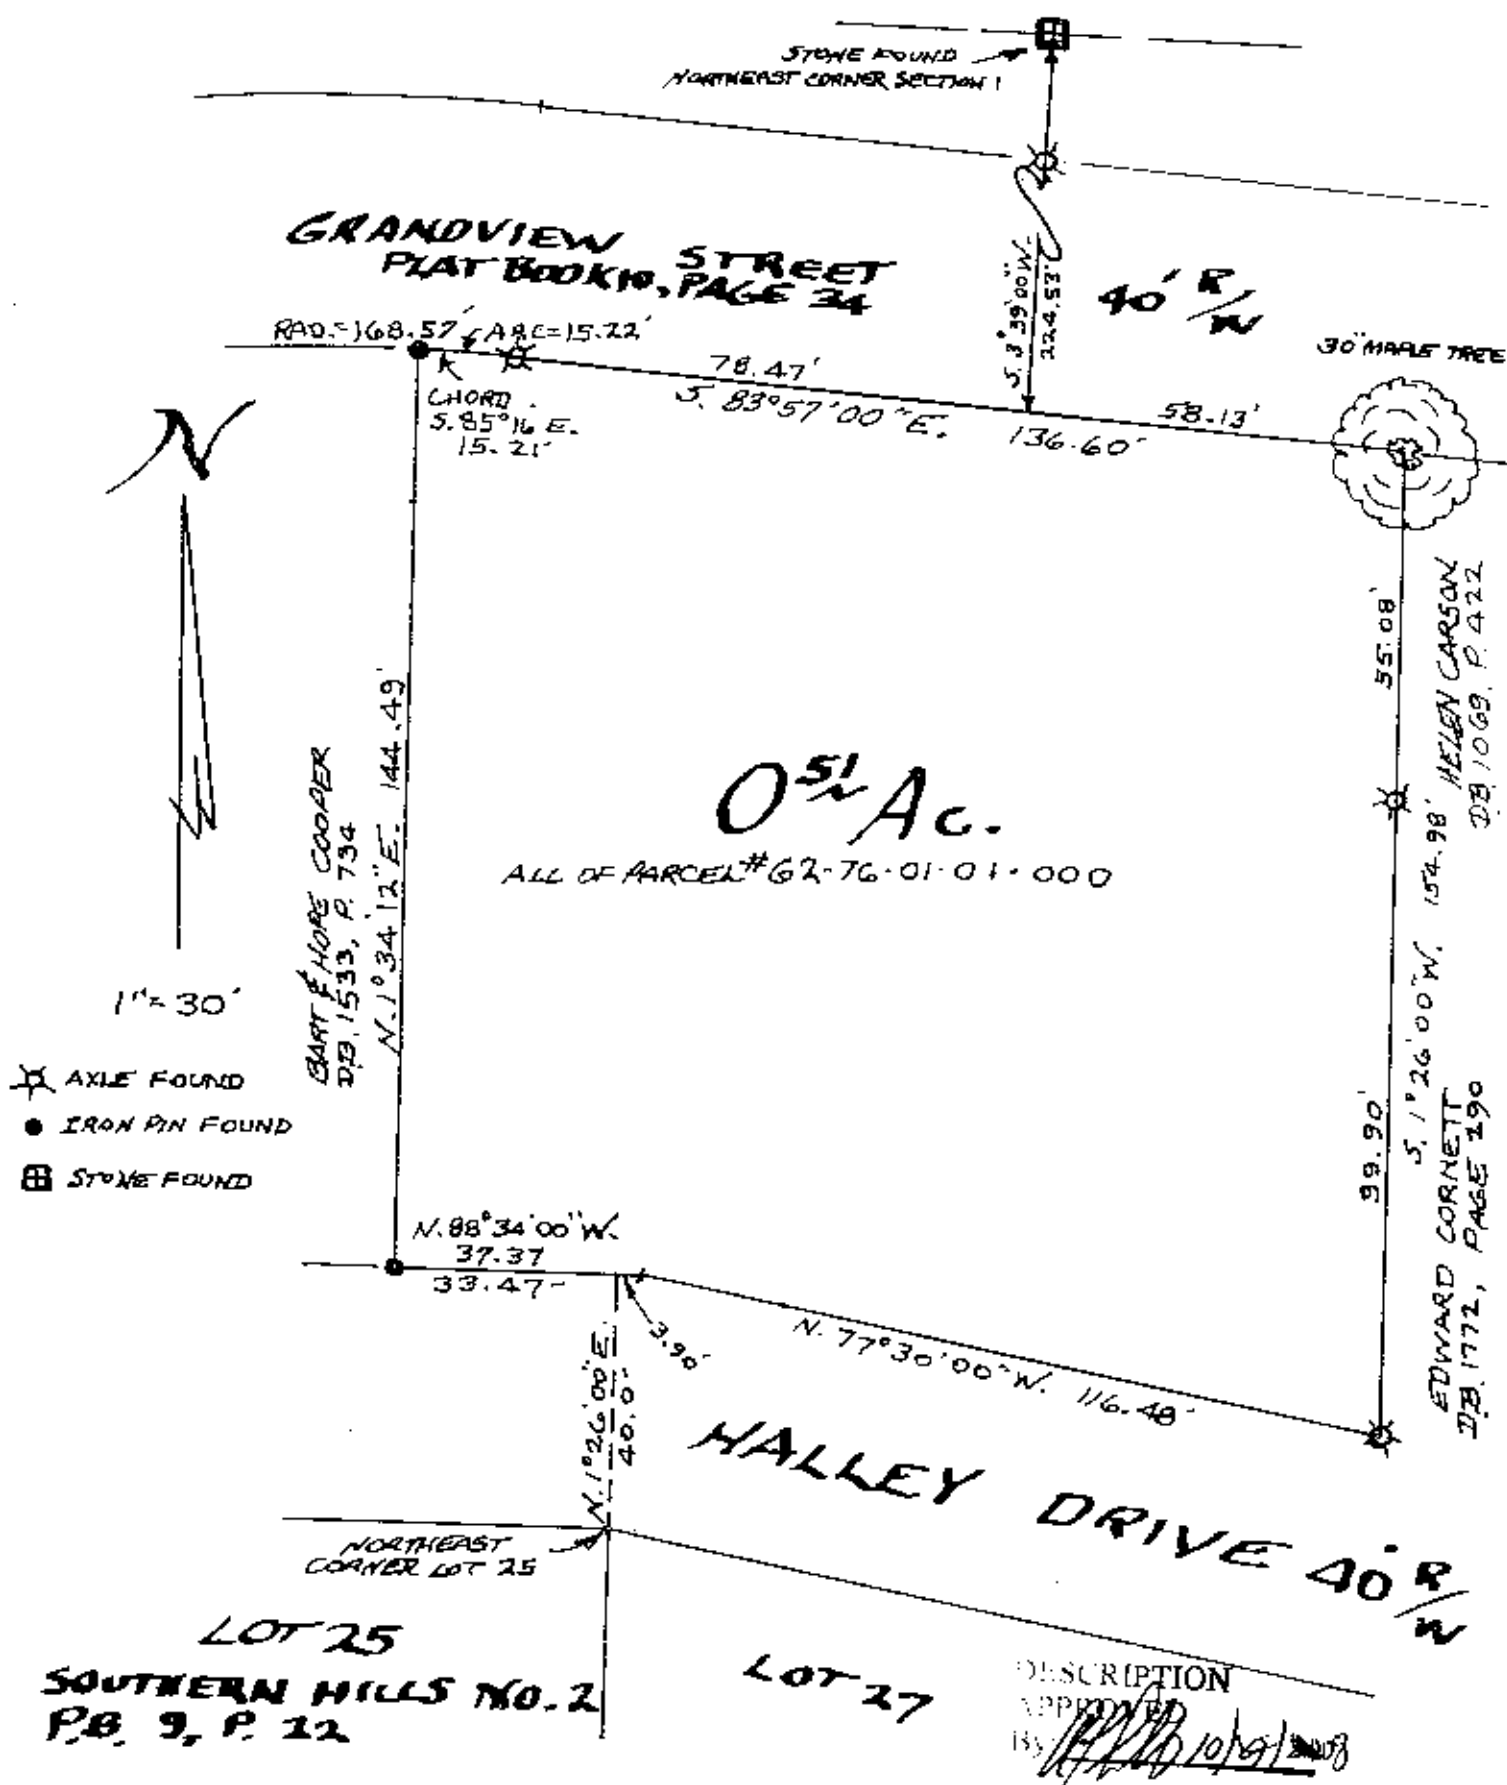 STONE FOUND
NORTHEAST CORNER SECTION 1
GRANDVIEW STREET
PLAT BOOK 10, PAGE 34
40' R/W
S. 3°39'00"W.
224.53'
30" MAPLE TREE
RAD.=168.57' ARC=15.22'
CHORD
S.85°16 E.
15.21'
78.47'
S. 83°57'00"E. 136.60'
58.13'
N
1"=30'
AXLE FOUND
IRON PIN FOUND
STONE FOUND
BART & HOPE COOPER
D.B. 1533, P. 734
N. 1°34'12"E. 144.49'
0 51 Ac.
ALL OF PARCEL #62-76-01-01-000
55.08'
HELEN CARSON
D.B. 1069, P. 422
S. 1°26'00"W. 154.98'
99.90'
EDWARD CORNETT
D.B. 1772, PAGE 290
N.88°34'00"W.
37.37
33.47-
3.90'
N. 1°26'00"E.
40.0'
N. 77°30'00"W. 116.48'
HALLEY DRIVE 40' R/W
NORTHEAST
CORNER LOT 25
LOT 25
SOUTHERN HILLS NO. 2
P.B. 9, P. 22
LOT 27
DESCRIPTION
APPROVED
BY